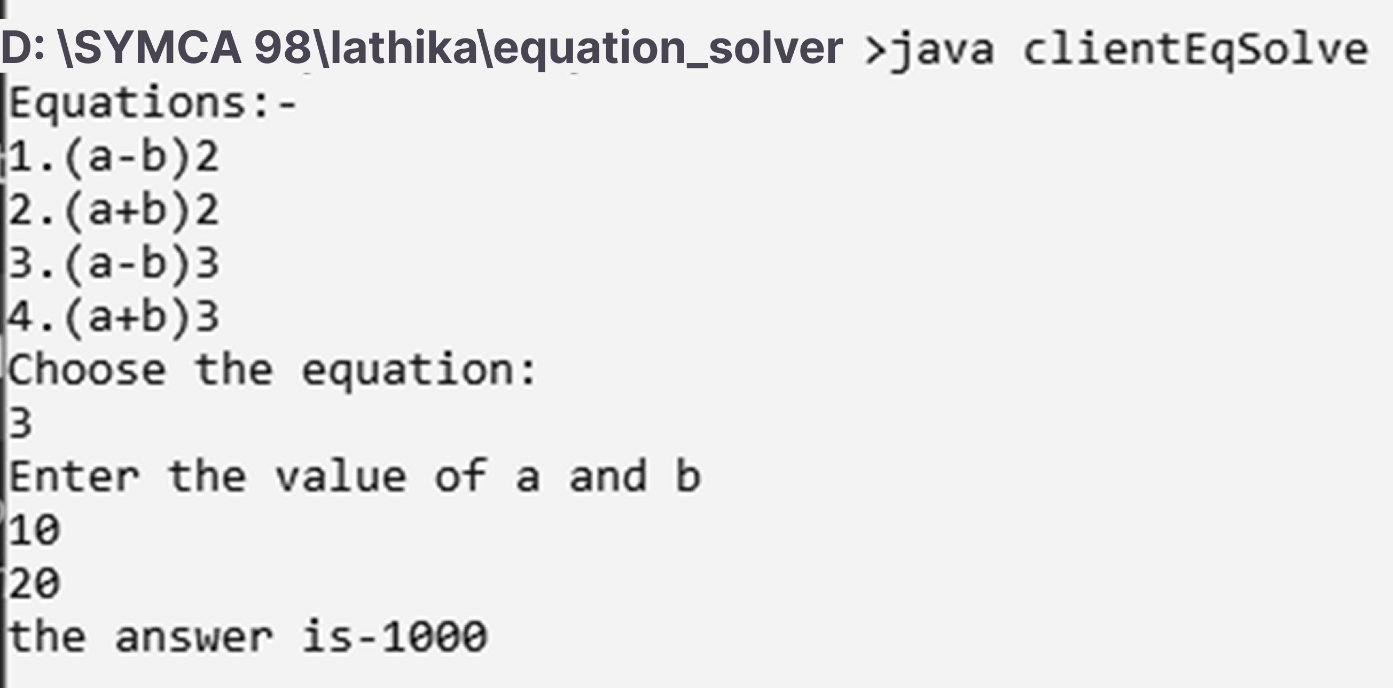 D: \SYMCA 98\lathika\equation_solver >java clientEqSolve
Equations:-
1.(a-b)2
2.(a+b)2
3.(a-b)3
4.(a+b)3
Choose the equation:
3
Enter the value of a and b
10
20
the answer is-1000